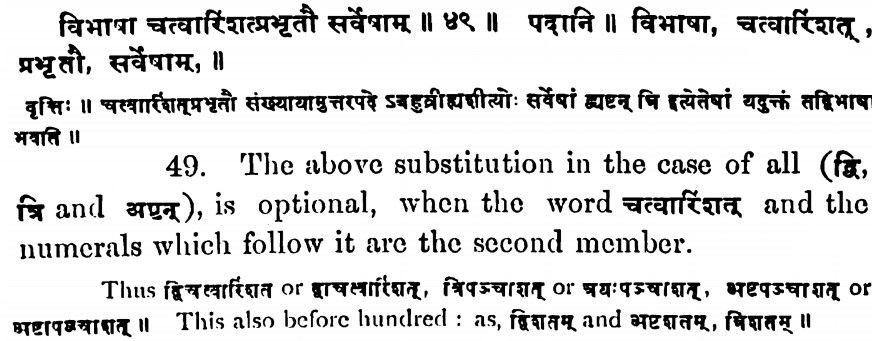 विभाषा चत्वारिंशत्प्रभृतौ सर्वेषाम् ॥ ४९ ॥ पदानि ॥ विभाषा, चत्वारिंशत्,
प्रभृतौ, सर्वेषाम्, ॥
वृत्तिः ॥ चत्वारिंशत्प्रभृतौ संख्यायामुत्तरपदे ऽबहुव्रीह्यशीत्योः सर्वेषां द्व्यष्टन् त्रि इत्येतेषां यदुक्तं तद्विभाषा
भवति ॥
49. The above substitution in the case of all (द्वि,
त्रि and अष्टन्), is optional, when the word चत्वारिंशत् and the
numerals which follow it are the second member.
Thus द्विचत्वारिंशत or द्वाचत्वारिंशत्, त्रिपञ्चाशत् or त्रयःपञ्चाशत्, अष्टपञ्चाशत् or
अष्टापञ्चाशत् ॥ This also before hundred : as, द्विशतम् and अष्टशतम्, त्रिशतम् ॥